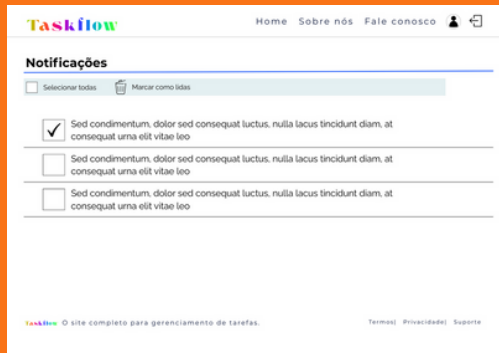 Taskflow
Home Sobre nós Fale conosco
Notificações
Selecionar todas Marcar como lidas
Sed condimentum, dolor sed consequat luctus, nulla lacus tincidunt diam, at
consequat urna elit vitae leo
Sed condimentum, dolor sed consequat luctus, nulla lacus tincidunt diam, at
consequat urna elit vitae leo
Sed condimentum, dolor sed consequat luctus, nulla lacus tincidunt diam, at
consequat urna elit vitae leo
Taskflow O site completo para gerenciamento de tarefas.
Termos| Privacidade| Suporte